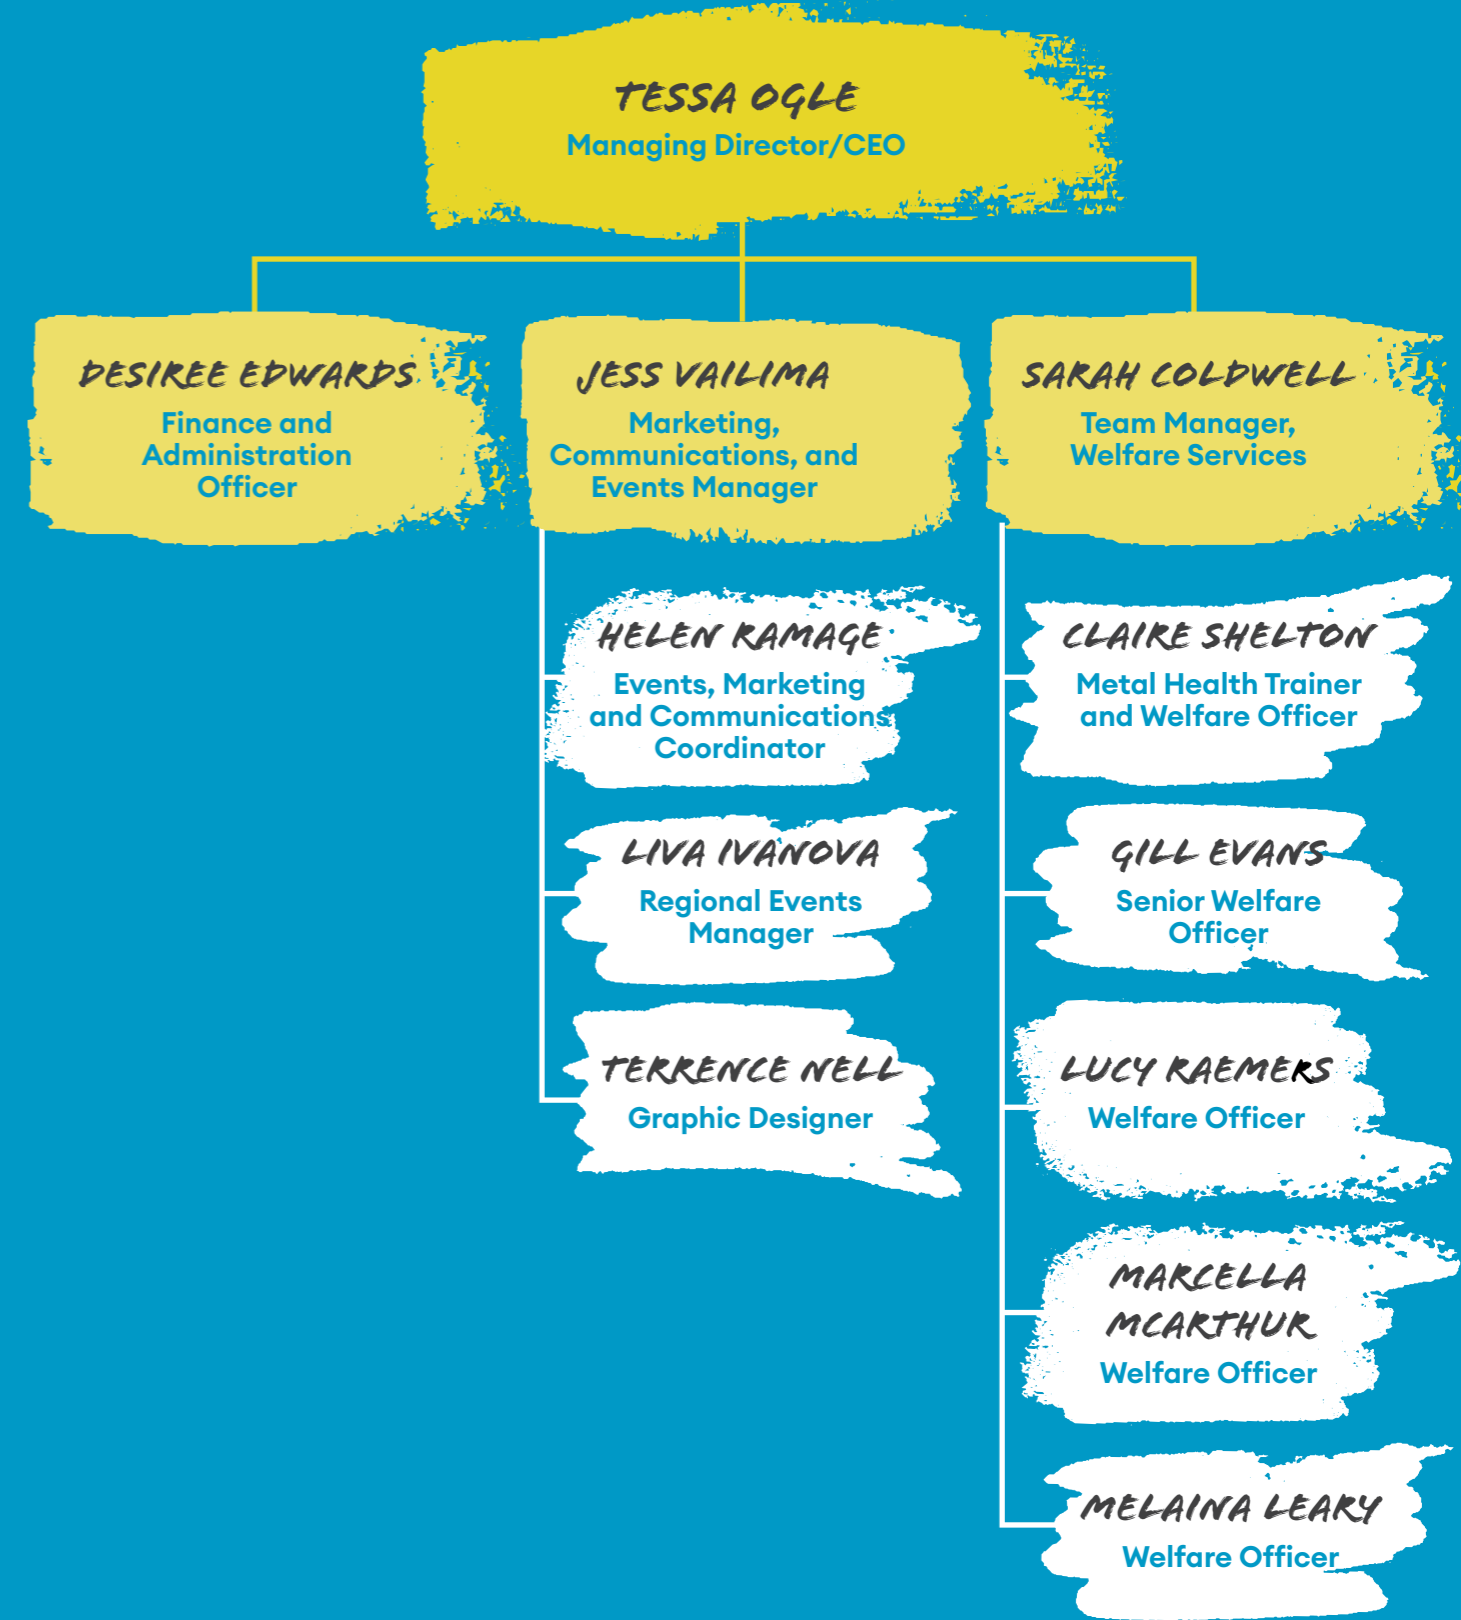 TESSA OGLE
Managing Director/CEO
DESIREE EDWARDS
Finance and
Administration
Officer
JESS VAILIMA
Marketing,
Communications, and
Events Manager
SARAH COLDWELL
Team Manager,
Welfare Services
HELEN RAMAGE
Events, Marketing
and Communications
Coordinator
LIVA IVANOVA
Regional Events
Manager
TERRENCE NELL
Graphic Designer
CLAIRE SHELTON
Metal Health Trainer
and Welfare Officer
GILL EVANS
Senior Welfare
Officer
LUCY RAEMERS
Welfare Officer
MARCELLA
MCARTHUR
Welfare Officer
MELAINA LEARY
Welfare Officer